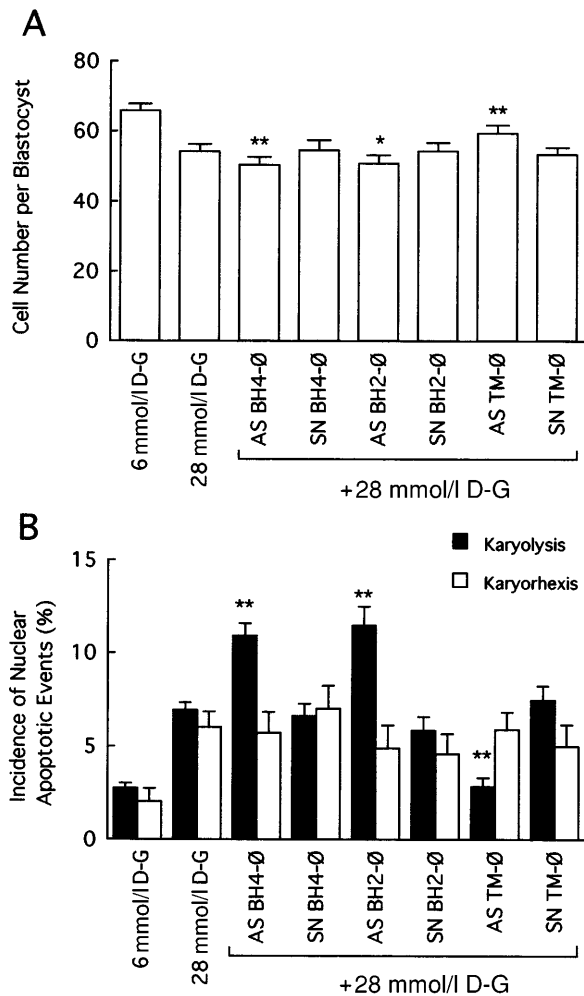 A
Cell Number per Blastocyst
80
60
40
20
0
**
*
**
6 mmol/l D-G
28 mmol/l D-G
AS BH4-Ø
SN BH4-Ø
AS BH2-Ø
SN BH2-Ø
AS TM-Ø
SN TM-Ø
+28 mmol/l D-G
B
Incidence of Nuclear
Apoptotic Events (%)
15
10
5
0
Karyolysis
Karyorhexis
**
**
**
6 mmol/l D-G
28 mmol/l D-G
AS BH4-Ø
SN BH4-Ø
AS BH2-Ø
SN BH2-Ø
AS TM-Ø
SN TM-Ø
+28 mmol/l D-G